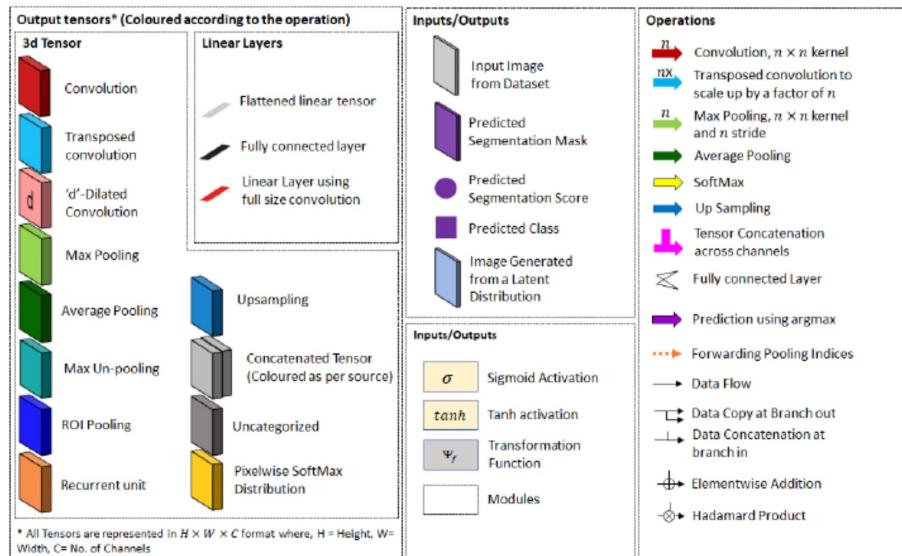 Output tensors* (Coloured according to the operation)
3d Tensor
Convolution
Transposed
convolution
d
'd'-Dilated
Convolution
Max Pooling
Average Pooling
Max Un-pooling
ROI Pooling
Recurrent unit
Linear Layers
Flattened linear tensor
Fully connected layer
Linear Layer using
full size convolution
Upsampling
Concatenated Tensor
(Coloured as per source)
Uncategorized
Pixelwise SoftMax
Distribution
* All Tensors are represented in H × W × C format where, H = Height, W=
Width, C= No. of Channels
Inputs/Outputs
Input Image
from Dataset
Predicted
Segmentation Mask
Predicted
Segmentation Score
Predicted Class
Image Generated
from a Latent
Distribution
Inputs/Outputs
σ
Sigmoid Activation
tanh
Tanh activation
Ψf
Transformation
Function
Modules
Operations
n
Convolution, n × n kernel
nX
Transposed convolution to
scale up by a factor of n
n
Max Pooling, n × n kernel
and n stride
Average Pooling
SoftMax
Up Sampling
Tensor Concatenation
across channels
Fully connected Layer
Prediction using argmax
Forwarding Pooling Indices
Data Flow
Data Copy at Branch out
Data Concatenation at
branch in
Elementwise Addition
Hadamard Product